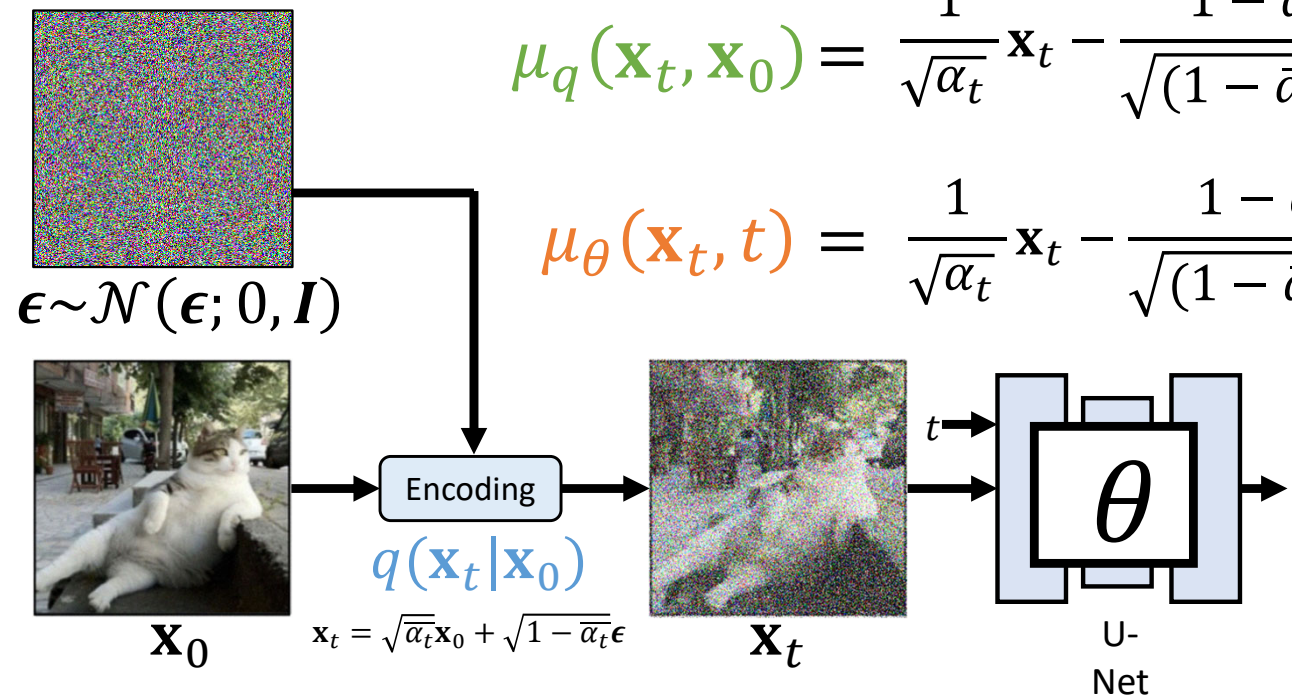 μ_q(𝐱_t, 𝐱_0) = 1/√α_t 𝐱_t − 1 − /√(1 −
μ_θ(𝐱_t, t) = 1/√α_t 𝐱_t − 1 − /√(1 −
ϵ~𝒩(ϵ; 0, I)
t
Encoding
θ
q(𝐱_t|𝐱_0)
𝐱_0
𝐱_t = √ᾱ_t 𝐱_0 + √1 − ᾱ_t ϵ
𝐱_t
U-
Net